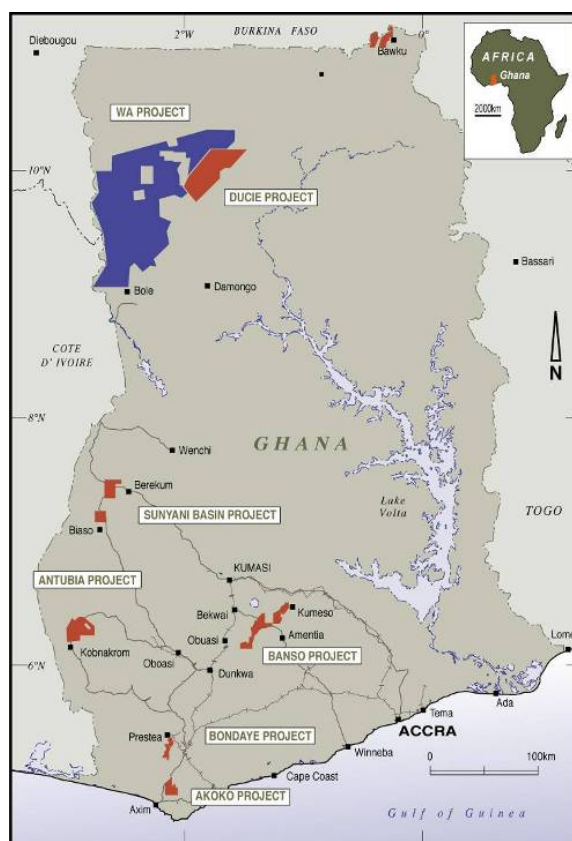 BURKINA FASO
Diebougou
2°W
0°
Bawku
AFRICA
Ghana
2000km
WA PROJECT
10°N
DUCIE PROJECT
Bassari
Bole
Damongo
COTE
D' IVOIRE
N
8°N
GHANA
Wenchi
Berekum
Lake
Volta
SUNYANI BASIN PROJECT
TOGO
Biaso
KUMASI
ANTUBIA PROJECT
Bekwai
Kumeso
Obuasi
Amentia
Kobnakrom
Oboasi
BANSO PROJECT
Lome
6°N
Dunkwa
Ada
Tema
ACCRA
Prestea
BONDAYE PROJECT
Winneba
0
100km
Cape Coast
AKOKO PROJECT
Axim
Gulf of Guinea